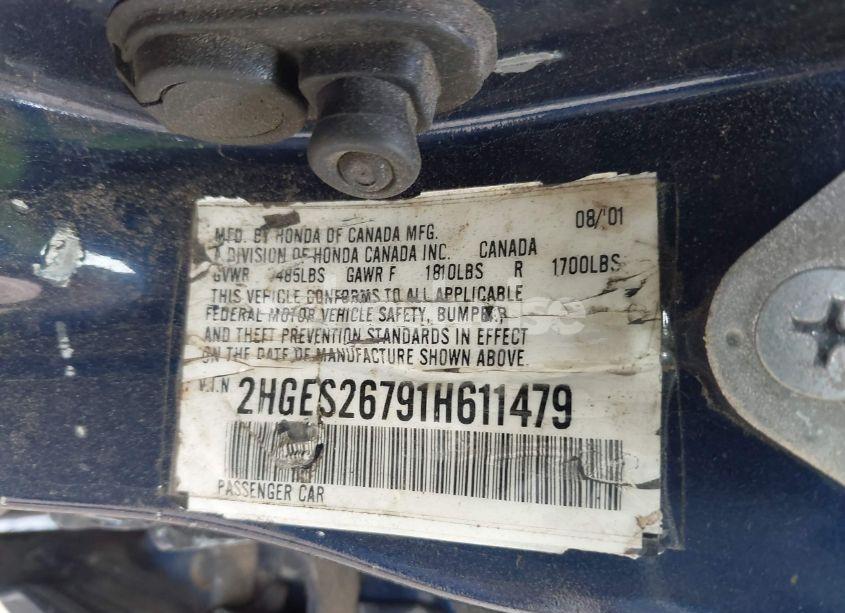 MFD. BY HONDA OF CANADA MFG. 08/'01
A DIVISION OF HONDA CANADA INC. CANADA
GVWR 485LBS GAWR F 1810LBS R 1700LBS
THIS VEHICLE CONFORMS TO ALL APPLICABLE
FEDERAL MOTOR VEHICLE SAFETY, BUMPER
AND THEFT PREVENTION STANDARDS IN EFFECT
ON THE DATE OF MANUFACTURE SHOWN ABOVE.
V.I.N 2HGES26791H611479
PASSENGER CAR